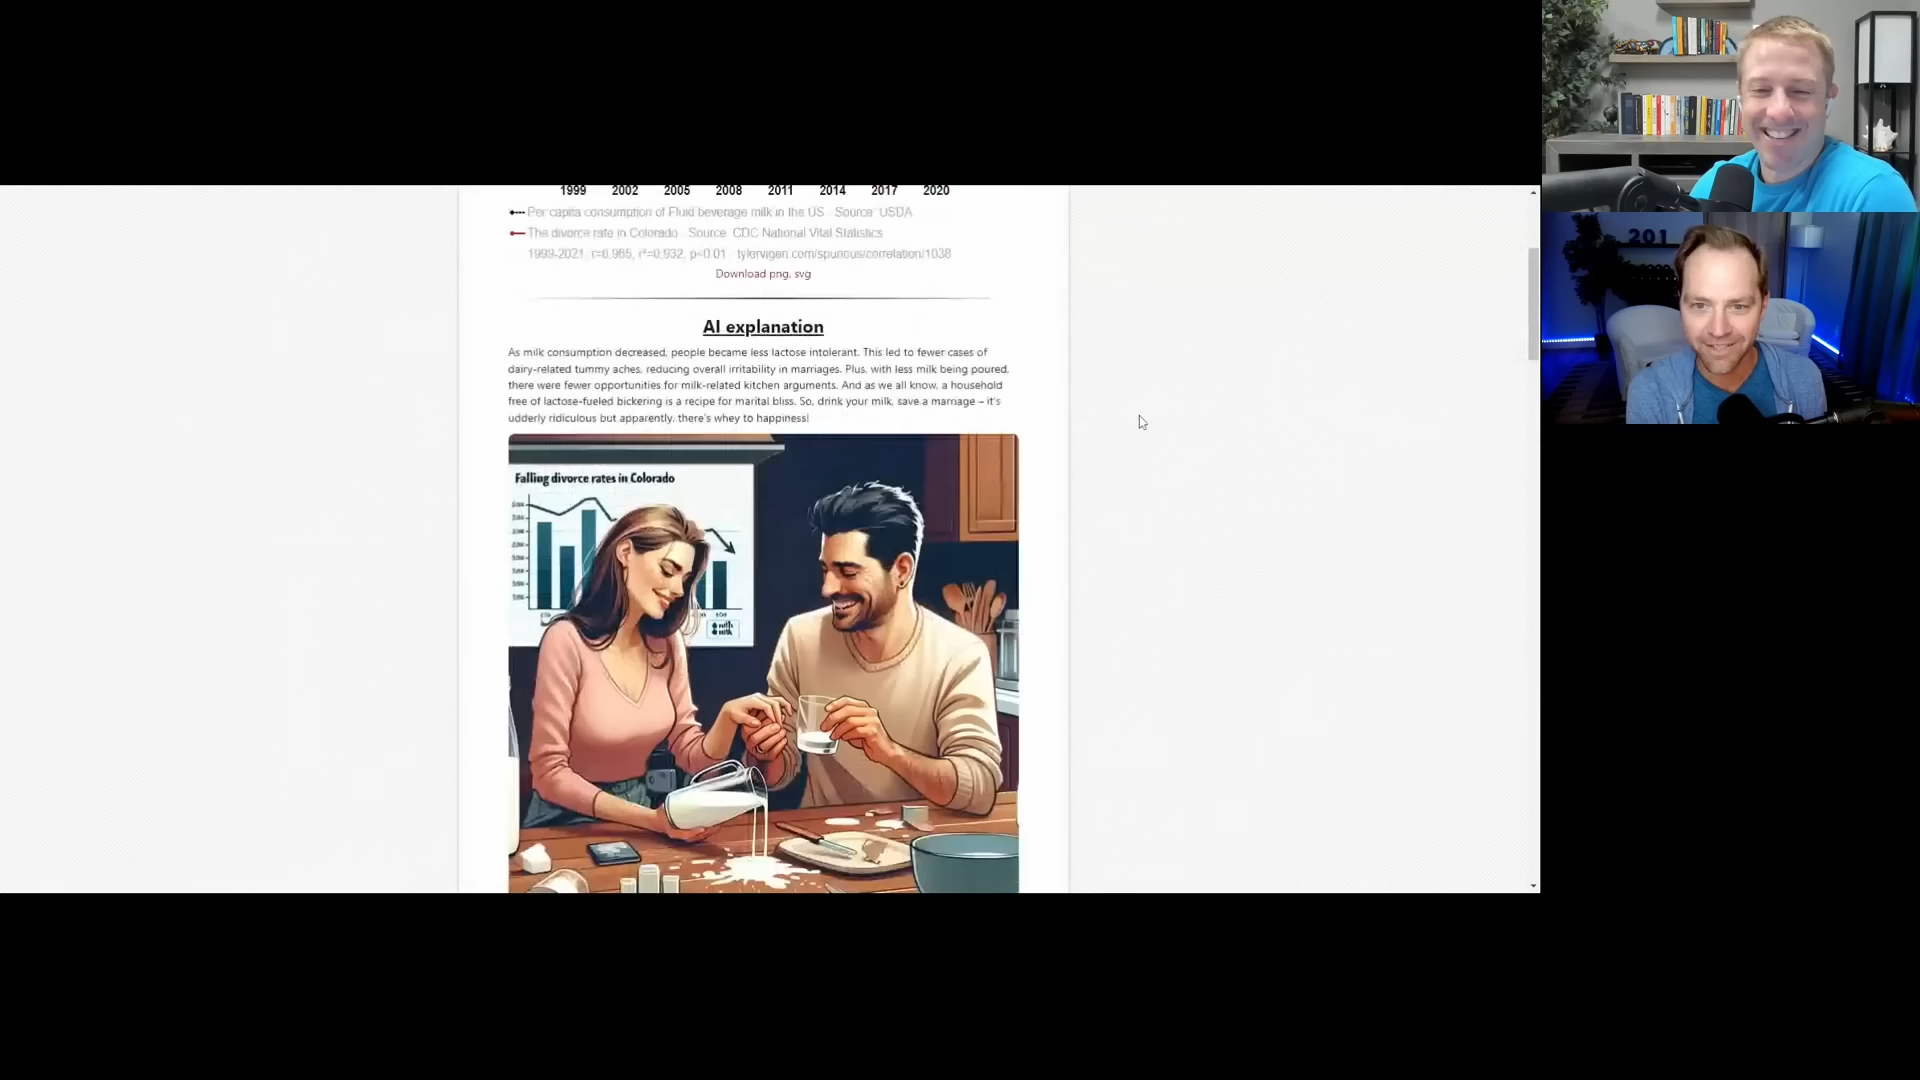 201
1999 2002 2005 2008 2011 2014 2017 2020
Per capita consumption of Fluid beverage milk in the US · Source: USDA
The divorce rate in Colorado · Source: CDC National Vital Statistics
1999-2021, r=0.965, r²=0.932, p<0.01 · tylervigen.com/spurious/correlation/1038
Download png, svg
AI explanation
As milk consumption decreased, people became less lactose intolerant. This led to fewer cases of
dairy-related tummy aches, reducing overall irritability in marriages. Plus, with less milk being poured,
there were fewer opportunities for milk-related kitchen arguments. And as we all know, a household
free of lactose-fueled bickering is a recipe for marital bliss. So, drink your milk, save a marriage – it's
udderly ridiculous but apparently, there's whey to happiness!
Falling divorce rates in Colorado